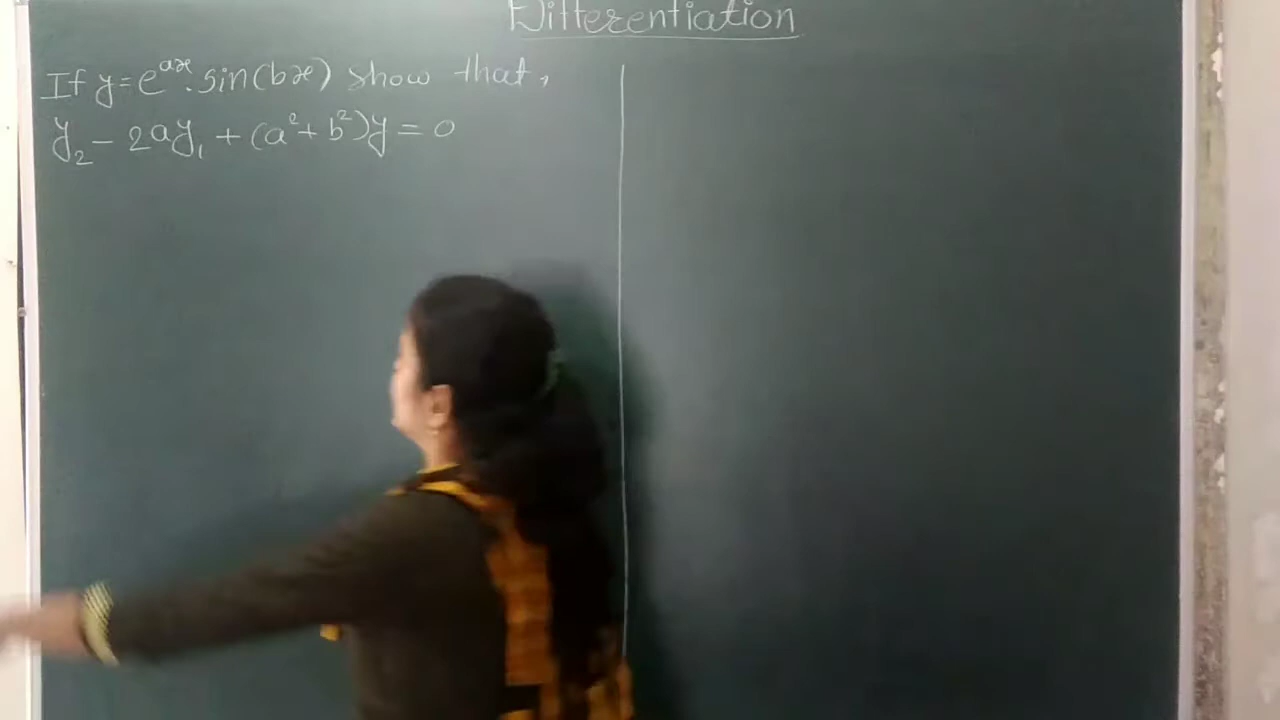 Differentiation
If y = e^{ax}. sin(bx) show that,
y₂ - 2ay₁ + (a² + b²)y = 0